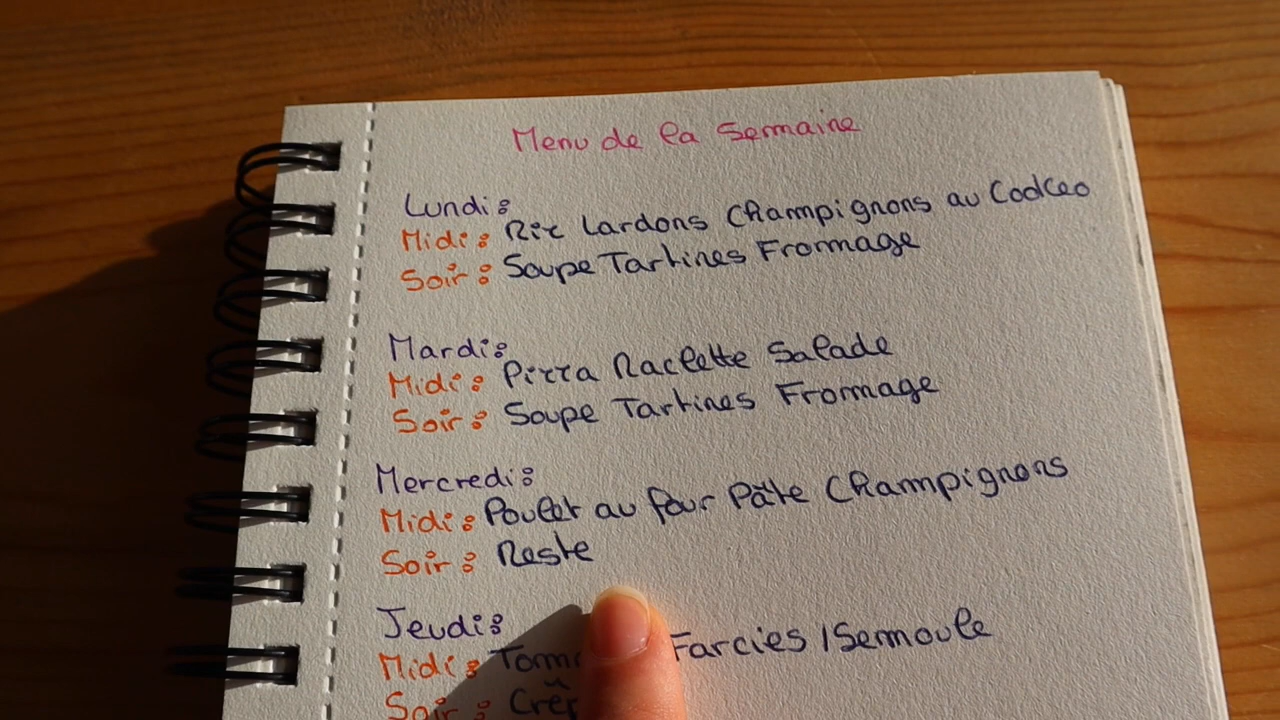 Menu de la Semaine
Lundi:
Midi: Riz Lardons Champignons au Cookeo
Soir: Soupe Tartines Fromage
Mardi:
Midi: Pizza Raclette Salade
Soir: Soupe Tartines Fromage
Mercredi:
Midi: Poulet au four Pâte Champignons
Soir: Reste
Jeudi:
Midi: Farcies / Semoule
Soir: